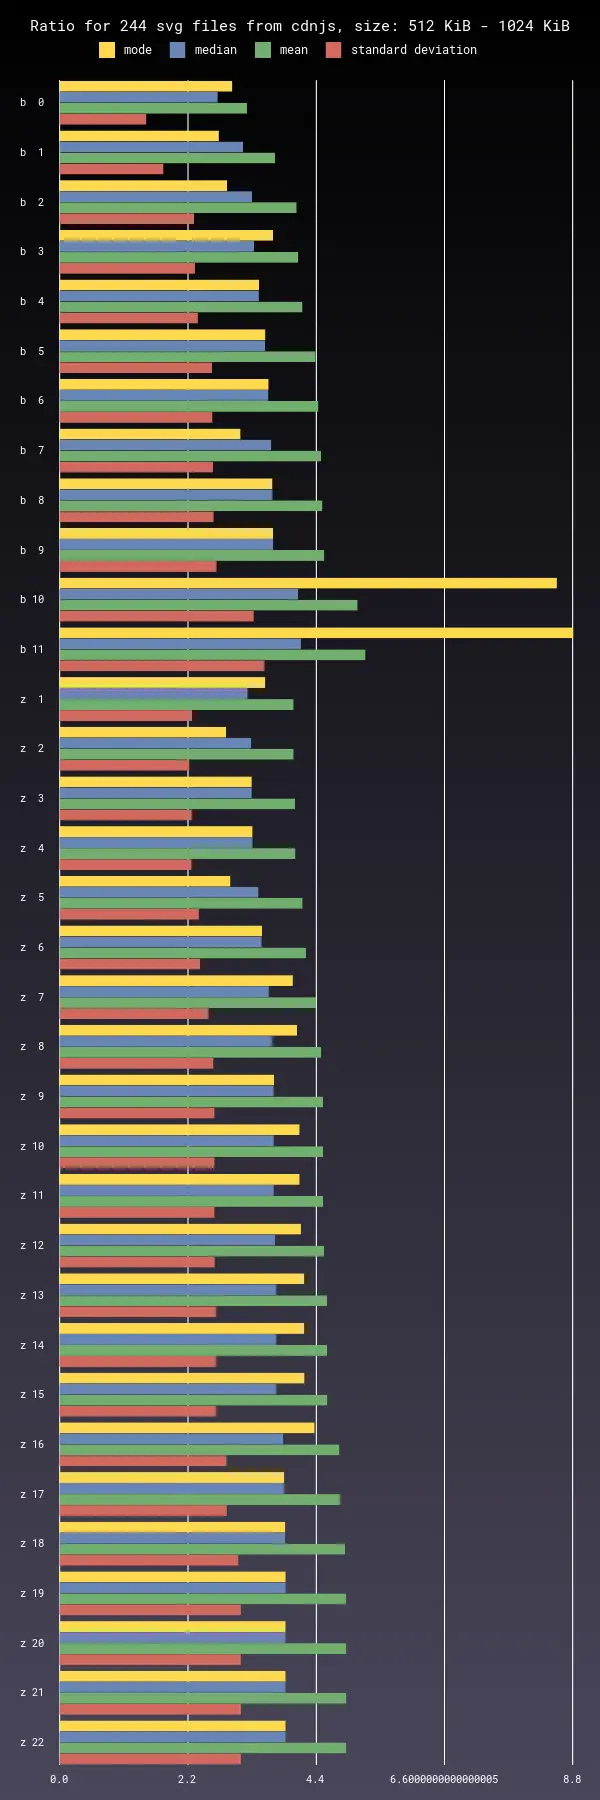 Ratio for 244 svg files from cdnjs, size: 512 KiB - 1024 KiB
mode median mean standard deviation
b 0
b 1
b 2
b 3
b 4
b 5
b 6
b 7
b 8
b 9
b 10
b 11
z 1
z 2
z 3
z 4
z 5
z 6
z 7
z 8
z 9
z 10
z 11
z 12
z 13
z 14
z 15
z 16
z 17
z 18
z 19
z 20
z 21
z 22
0.0 2.2 4.4 6.6000000000000005 8.8